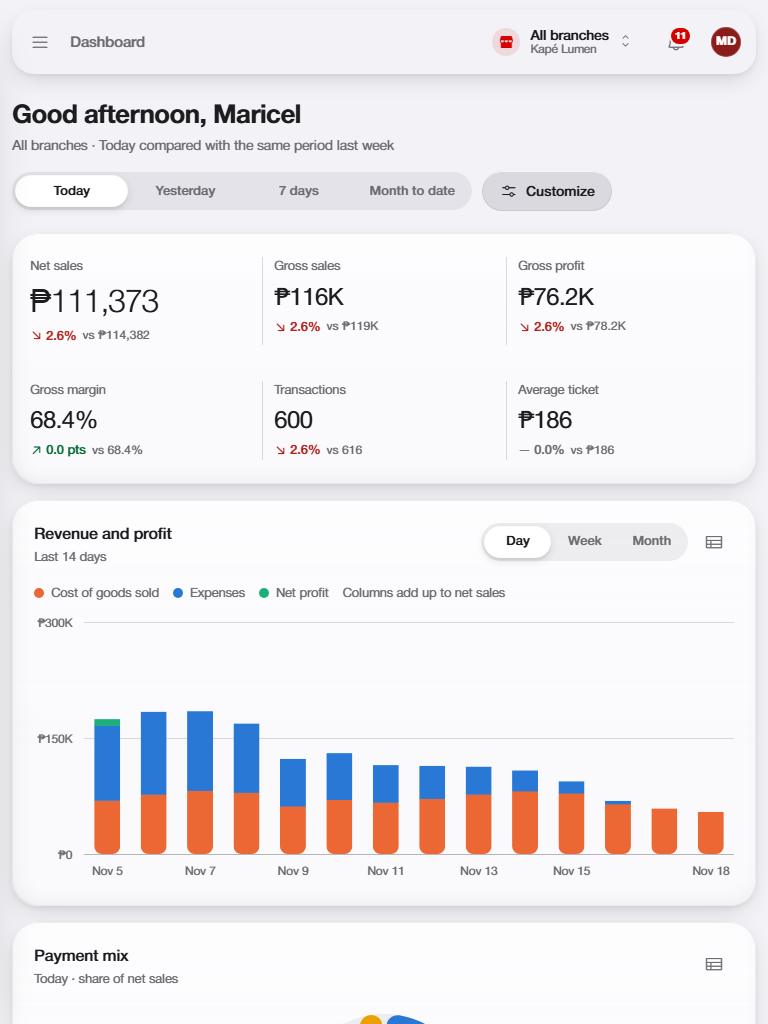 Dashboard
All branches
Kapé Lumen
11
MD
Good afternoon, Maricel
All branches · Today compared with the same period last week
Today
Yesterday
7 days
Month to date
Customize
Net sales
₱111,373
↘ 2.6% vs ₱114,382
Gross sales
₱116K
↘ 2.6% vs ₱119K
Gross profit
₱76.2K
↘ 2.6% vs ₱78.2K
Gross margin
68.4%
↗ 0.0 pts vs 68.4%
Transactions
600
↘ 2.6% vs 616
Average ticket
₱186
— 0.0% vs ₱186
Revenue and profit
Last 14 days
Day
Week
Month
Cost of goods sold
Expenses
Net profit
Columns add up to net sales
₱300K
₱150K
₱0
Nov 5
Nov 7
Nov 9
Nov 11
Nov 13
Nov 15
Nov 18
Payment mix
Today · share of net sales